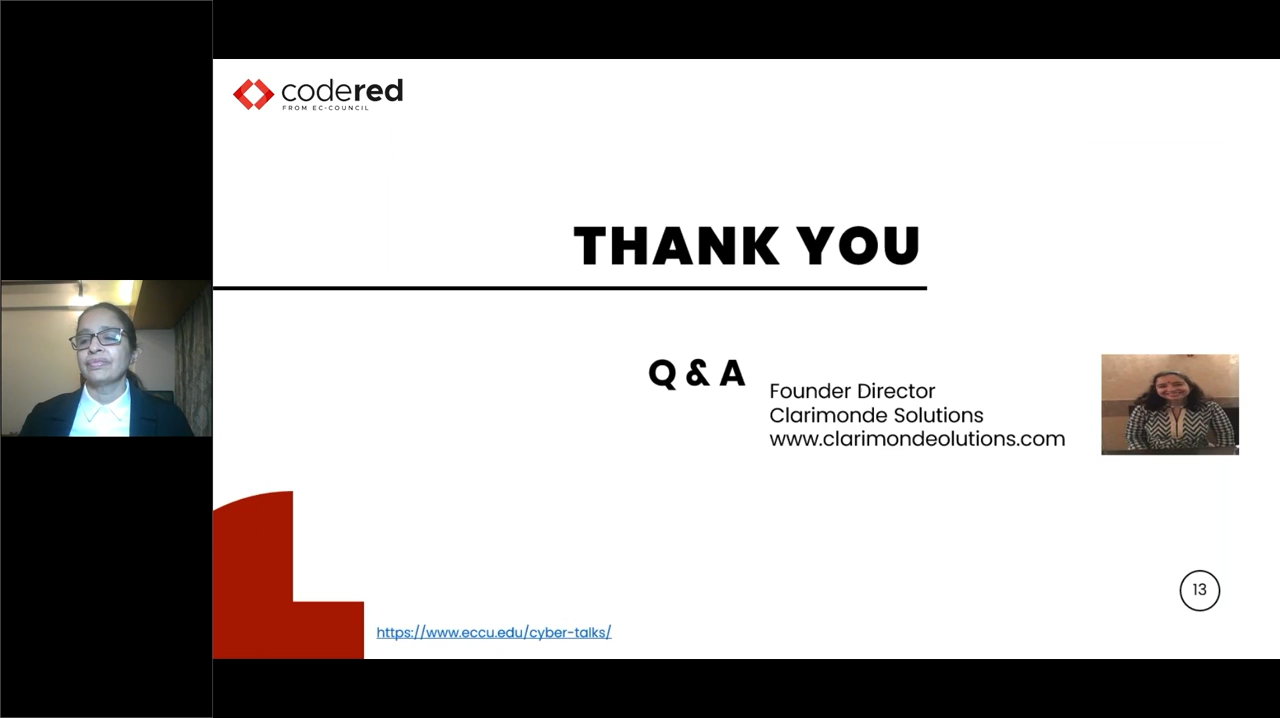 codered
FROM EC-COUNCIL
THANK YOU
Q & A
Founder Director
Clarimonde Solutions
www.clarimondeolutions.com
13
https://www.eccu.edu/cyber-talks/